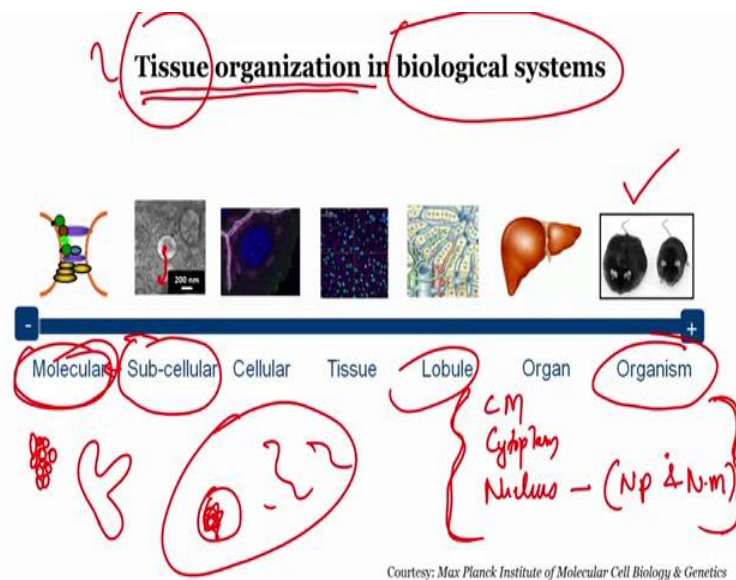 Tissue organization in biological systems
200 nm
- +
Molecular Sub-cellular Cellular Tissue Lobule Organ Organism
CM
Cytoplasm
Nucleus - (Np & N.m)
Courtesy: Max Planck Institute of Molecular Cell Biology & Genetics